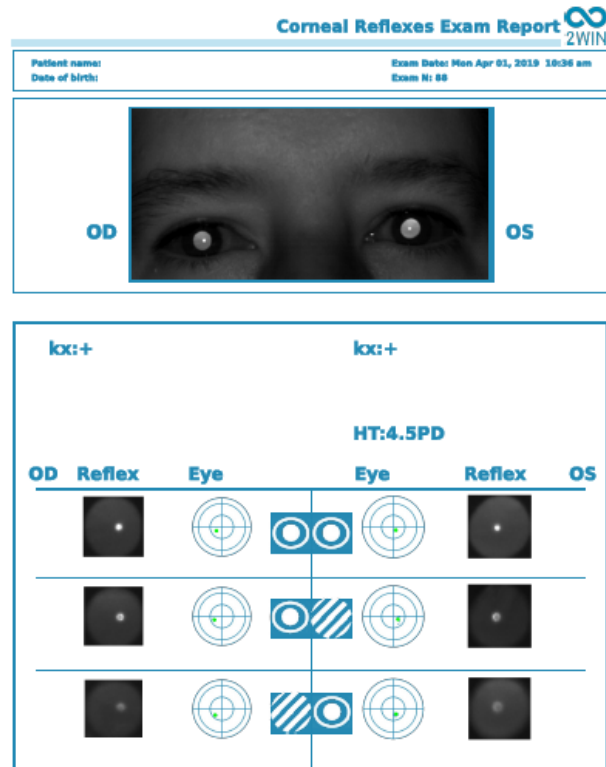 Corneal Reflexes Exam Report
2WIN
Patient name:
Exam Date: Mon Apr 01, 2019 10:36 am
Date of birth:
Exam N: 88
OD
OS
kx:+
kx:+
HT:4.5PD
OD Reflex Eye Eye Reflex OS